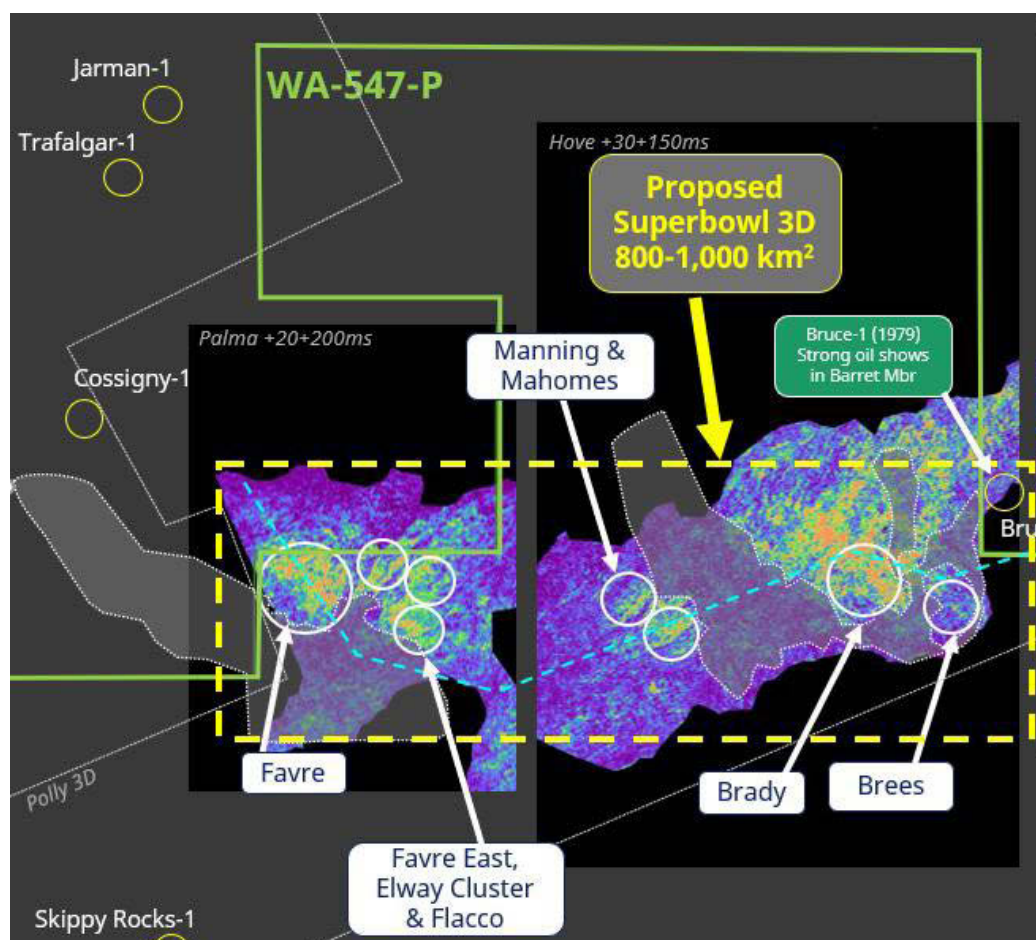 Jarman-1
WA-547-P
Trafalgar-1
Hove +30+150ms
Proposed
Superbowl 3D
800-1,000 km²
Palma +20+200ms
Manning &
Mahomes
Bruce-1 (1979)
Strong oil shows
in Barret Mbr
Cossigny-1
Bru
Favre
Polly 3D
Brady
Brees
Favre East,
Elway Cluster
& Flacco
Skippy Rocks-1